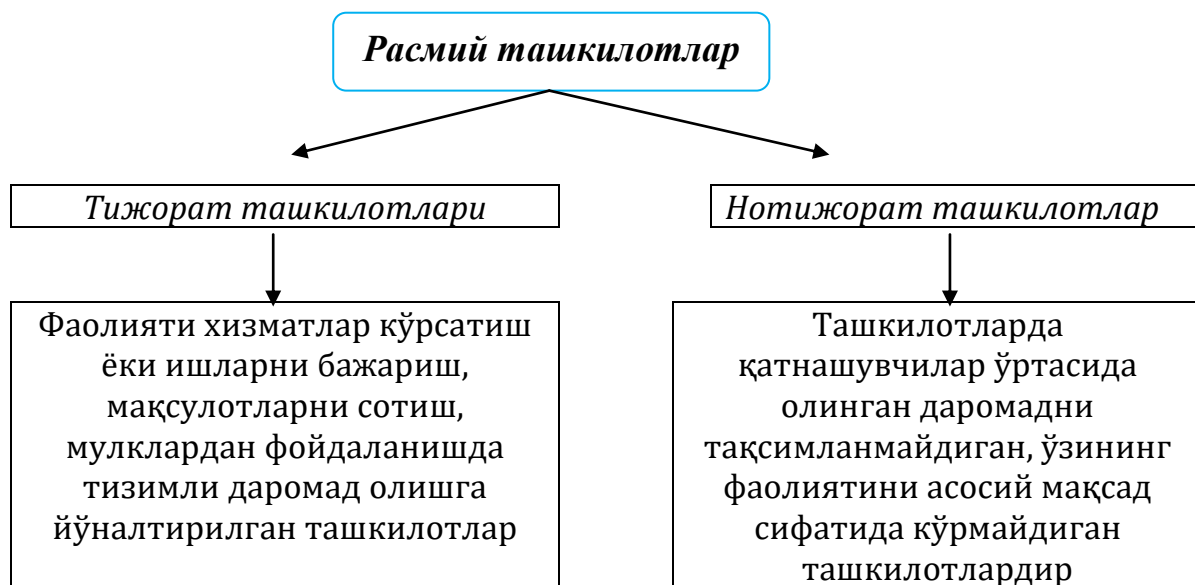 Расмий ташкилотлар
Тижорат ташкилотлари
Нотижорат ташкилотлар
Фаолияти хизматлар кўрсатиш
ёки ишларни бажариш,
мақсулотларни сотиш,
мулклардан фойдаланишда
тизимли даромад олишга
йўналтирилган ташкилотлар
Ташкилотларда
қатнашувчилар ўртасида
олинган даромадни
тақсимланмайдиган, ўзининг
фаолиятини асосий мақсад
сифатида кўрмайдиган
ташкилотлардир